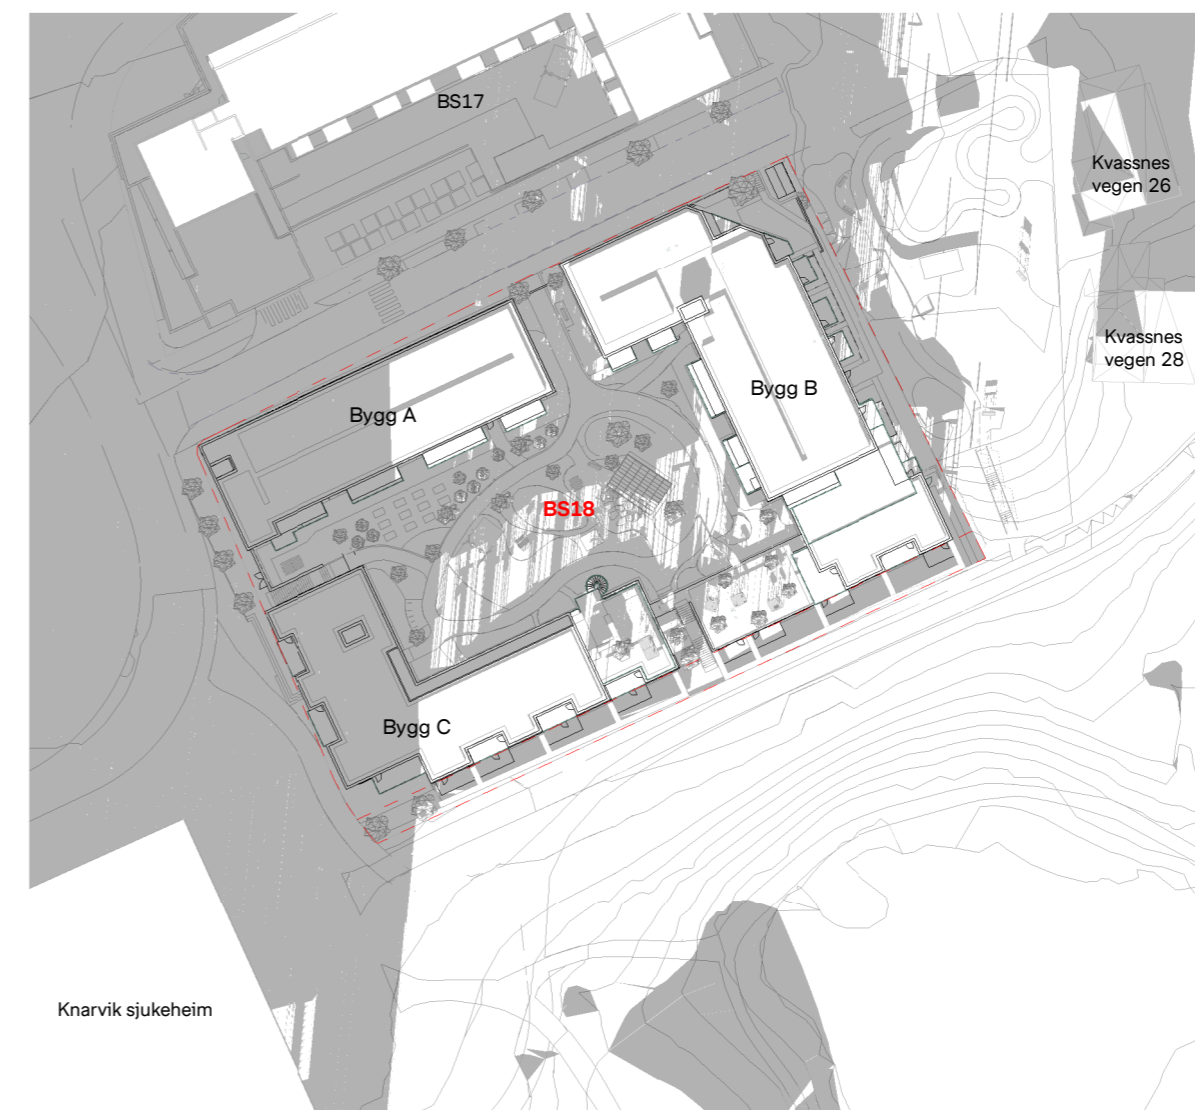 BS17
Kvassnes
vegen 26
Kvassnes
vegen 28
Bygg B
Bygg A
BS18
Bygg C
Knarvik sjukeheim